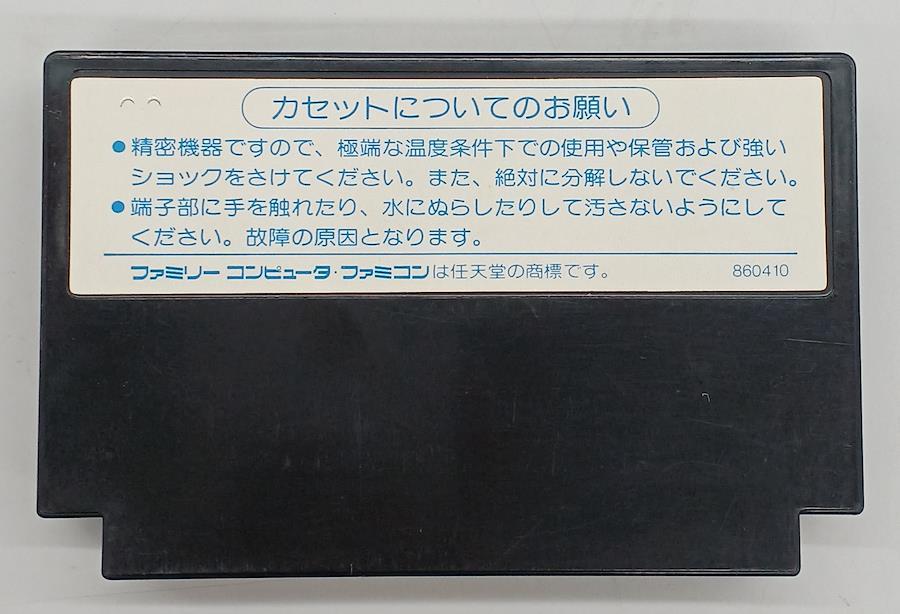 カセットについてのお願い
●精密機器ですので、極端な温度条件下での使用や保管および強い
ショックをさけてください。また、絶対に分解しないでください。
●端子部に手を触れたり、水にぬらしたりして汚さないようにして
ください。故障の原因となります。
ファミリーコンピュータ・ファミコンは任天堂の商標です。 860410